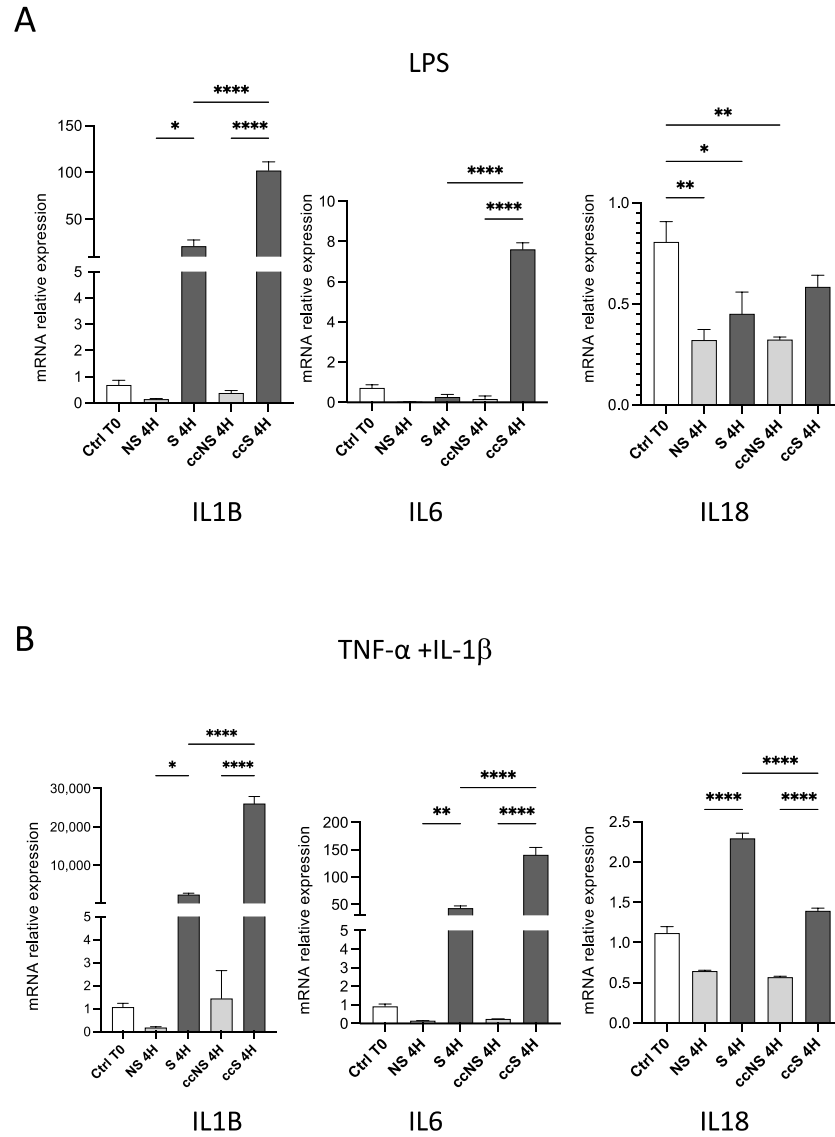 A
LPS
****
* ****
mRNA relative expression
150
100
50
5
4
3
2
1
0
Ctrl T0
NS 4H
S 4H
ccNS 4H
ccS 4H
IL1B
****
****
mRNA relative expression
10
8
6
4
2
0
Ctrl T0
NS 4H
S 4H
ccNS 4H
ccS 4H
IL6
**
*
**
mRNA relative expression
1.0
0.5
0.0
Ctrl T0
NS 4H
S 4H
ccNS 4H
ccS 4H
IL18
B
TNF-α +IL-1β
****
* ****
mRNA relative expression
30,000
20,000
10,000
5
4
3
2
1
0
Ctrl T0
NS 4H
S 4H
ccNS 4H
ccS 4H
IL1B
****
** ****
mRNA relative expression
200
150
100
50
5
4
3
2
1
0
Ctrl T0
NS 4H
S 4H
ccNS 4H
ccS 4H
IL6
****
**** ****
mRNA relative expression
2.5
2.0
1.5
1.0
0.5
0.0
Ctrl T0
NS 4H
S 4H
ccNS 4H
ccS 4H
IL18